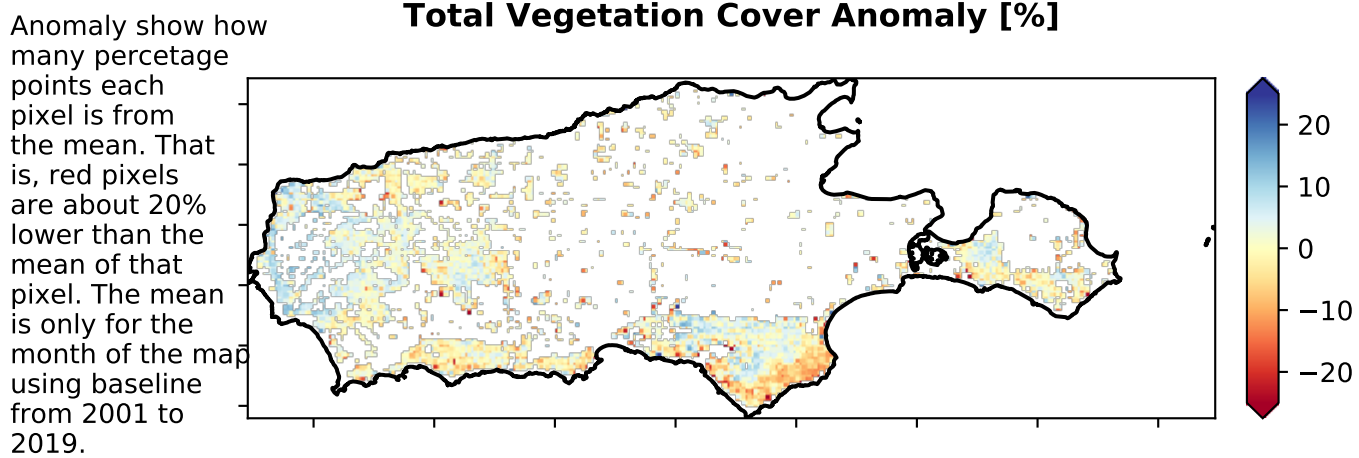 Total Vegetation Cover Anomaly [%]
Anomaly show how
many percetage
points each
pixel is from
the mean. That
is, red pixels
are about 20%
lower than the
mean of that
pixel. The mean
is only for the
month of the map
using baseline
from 2001 to
2019.
20
10
0
−10
−20